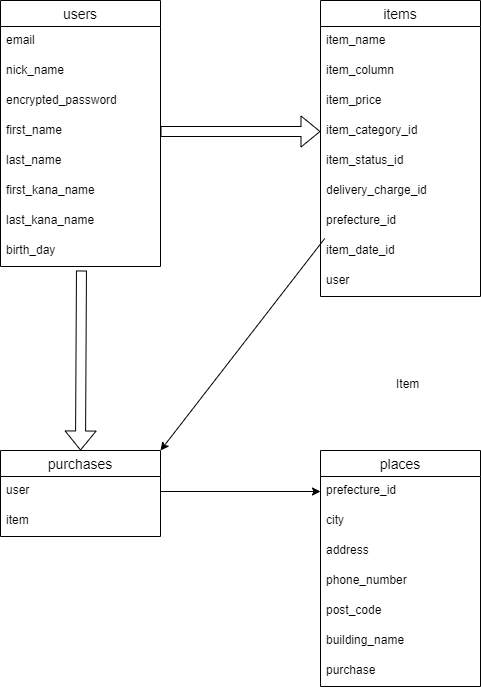 users
email
nick_name
encrypted_password
first_name
last_name
first_kana_name
last_kana_name
birth_day
items
item_name
item_column
item_price
item_category_id
item_status_id
delivery_charge_id
prefecture_id
item_date_id
user
Item
purchases
user
item
places
prefecture_id
city
address
phone_number
post_code
building_name
purchase